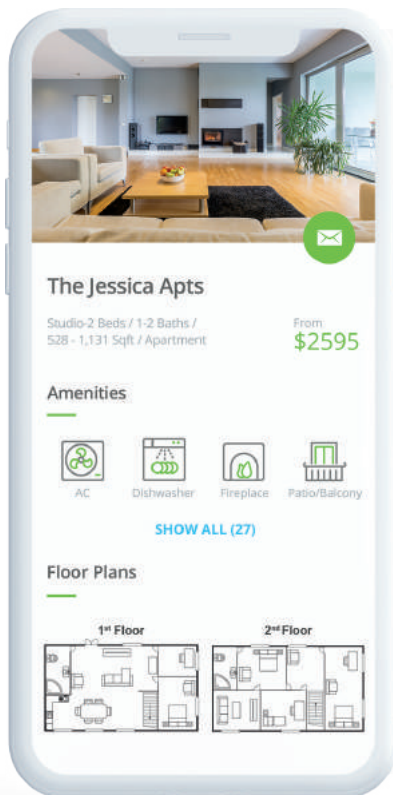 The Jessica Apts
Studio-2 Beds / 1-2 Baths /
528 - 1,131 Sqft / Apartment
From
$2595
Amenities
AC
Dishwasher
Fireplace
Patio/Balcony
SHOW ALL (27)
Floor Plans
1st Floor
2nd Floor